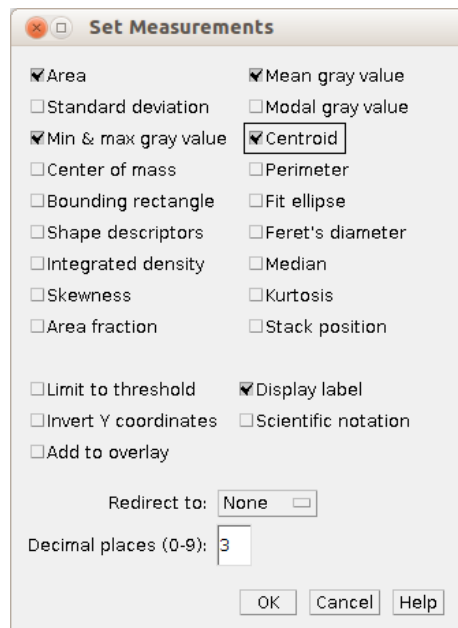 Set Measurements
Area Mean gray value
Standard deviation Modal gray value
Min & max gray value Centroid
Center of mass Perimeter
Bounding rectangle Fit ellipse
Shape descriptors Feret's diameter
Integrated density Median
Skewness Kurtosis
Area fraction Stack position
Limit to threshold Display label
Invert Y coordinates Scientific notation
Add to overlay
Redirect to: None
Decimal places (0-9): 3
OK Cancel Help